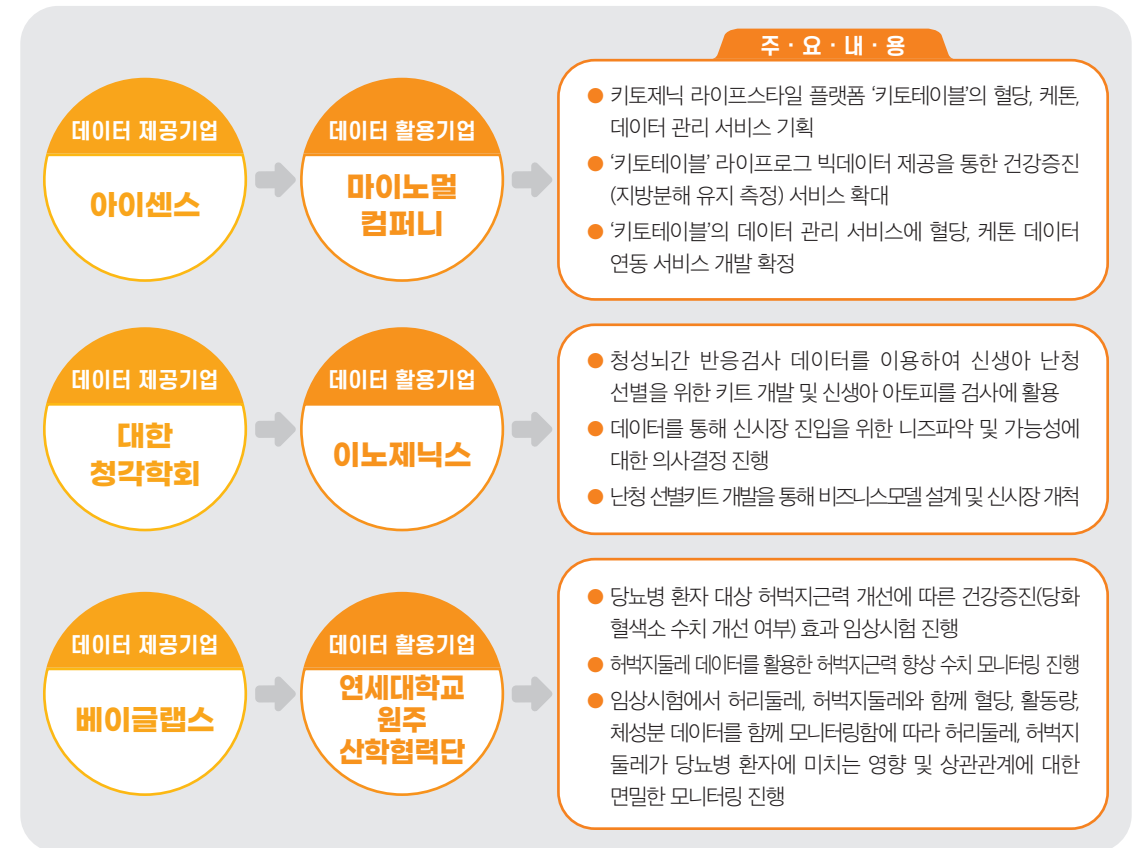 주·요·내·용
데이터 제공기업
아이센스
데이터 활용기업
마이노멀
컴퍼니
● 키토제닉 라이프스타일 플랫폼 ‘키토테이블’의 혈당, 케톤,
데이터 관리 서비스 기획
● ‘키토테이블’ 라이프로그 빅데이터 제공을 통한 건강증진
(지방분해 유지 측정) 서비스 확대
● ‘키토테이블’의 데이터 관리 서비스에 혈당, 케톤 데이터
연동 서비스 개발 확정
데이터 제공기업
대한
청각학회
데이터 활용기업
이노제닉스
● 청성뇌간 반응검사 데이터를 이용하여 신생아 난청
선별을 위한 키트 개발 및 신생아 아토피를 검사에 활용
● 데이터를 통해 신시장 진입을 위한 니즈파악 및 가능성에
대한 의사결정 진행
● 난청 선별키트 개발을 통해 비즈니스모델 설계 및 신시장 개척
데이터 제공기업
베이글랩스
데이터 활용기업
연세대학교
원주
산학협력단
● 당뇨병 환자 대상 허벅지근력 개선에 따른 건강증진(당화
혈색소 수치 개선 여부) 효과 임상시험 진행
● 허벅지둘레 데이터를 활용한 허벅지근력 향상 수치 모니터링 진행
● 임상시험에서 허리둘레, 허벅지둘레와 함께 혈당, 활동량,
체성분 데이터를 함께 모니터링함에 따라 허리둘레, 허벅지
둘레가 당뇨병 환자에 미치는 영향 및 상관관계에 대한
면밀한 모니터링 진행